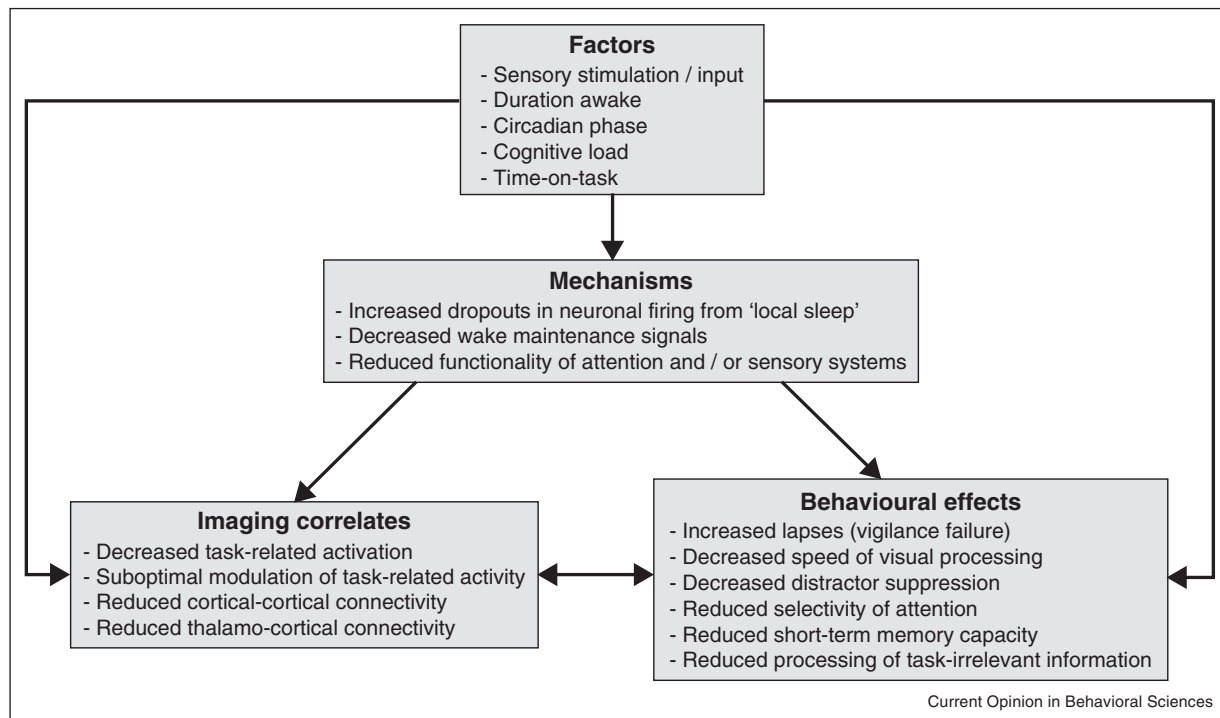 Factors
- Sensory stimulation / input
- Duration awake
- Circadian phase
- Cognitive load
- Time-on-task
Mechanisms
- Increased dropouts in neuronal firing from ‘local sleep’
- Decreased wake maintenance signals
- Reduced functionality of attention and / or sensory systems
Imaging correlates
- Decreased task-related activation
- Suboptimal modulation of task-related activity
- Reduced cortical-cortical connectivity
- Reduced thalamo-cortical connectivity
Behavioural effects
- Increased lapses (vigilance failure)
- Decreased speed of visual processing
- Decreased distractor suppression
- Reduced selectivity of attention
- Reduced short-term memory capacity
- Reduced processing of task-irrelevant information
Current Opinion in Behavioral Sciences